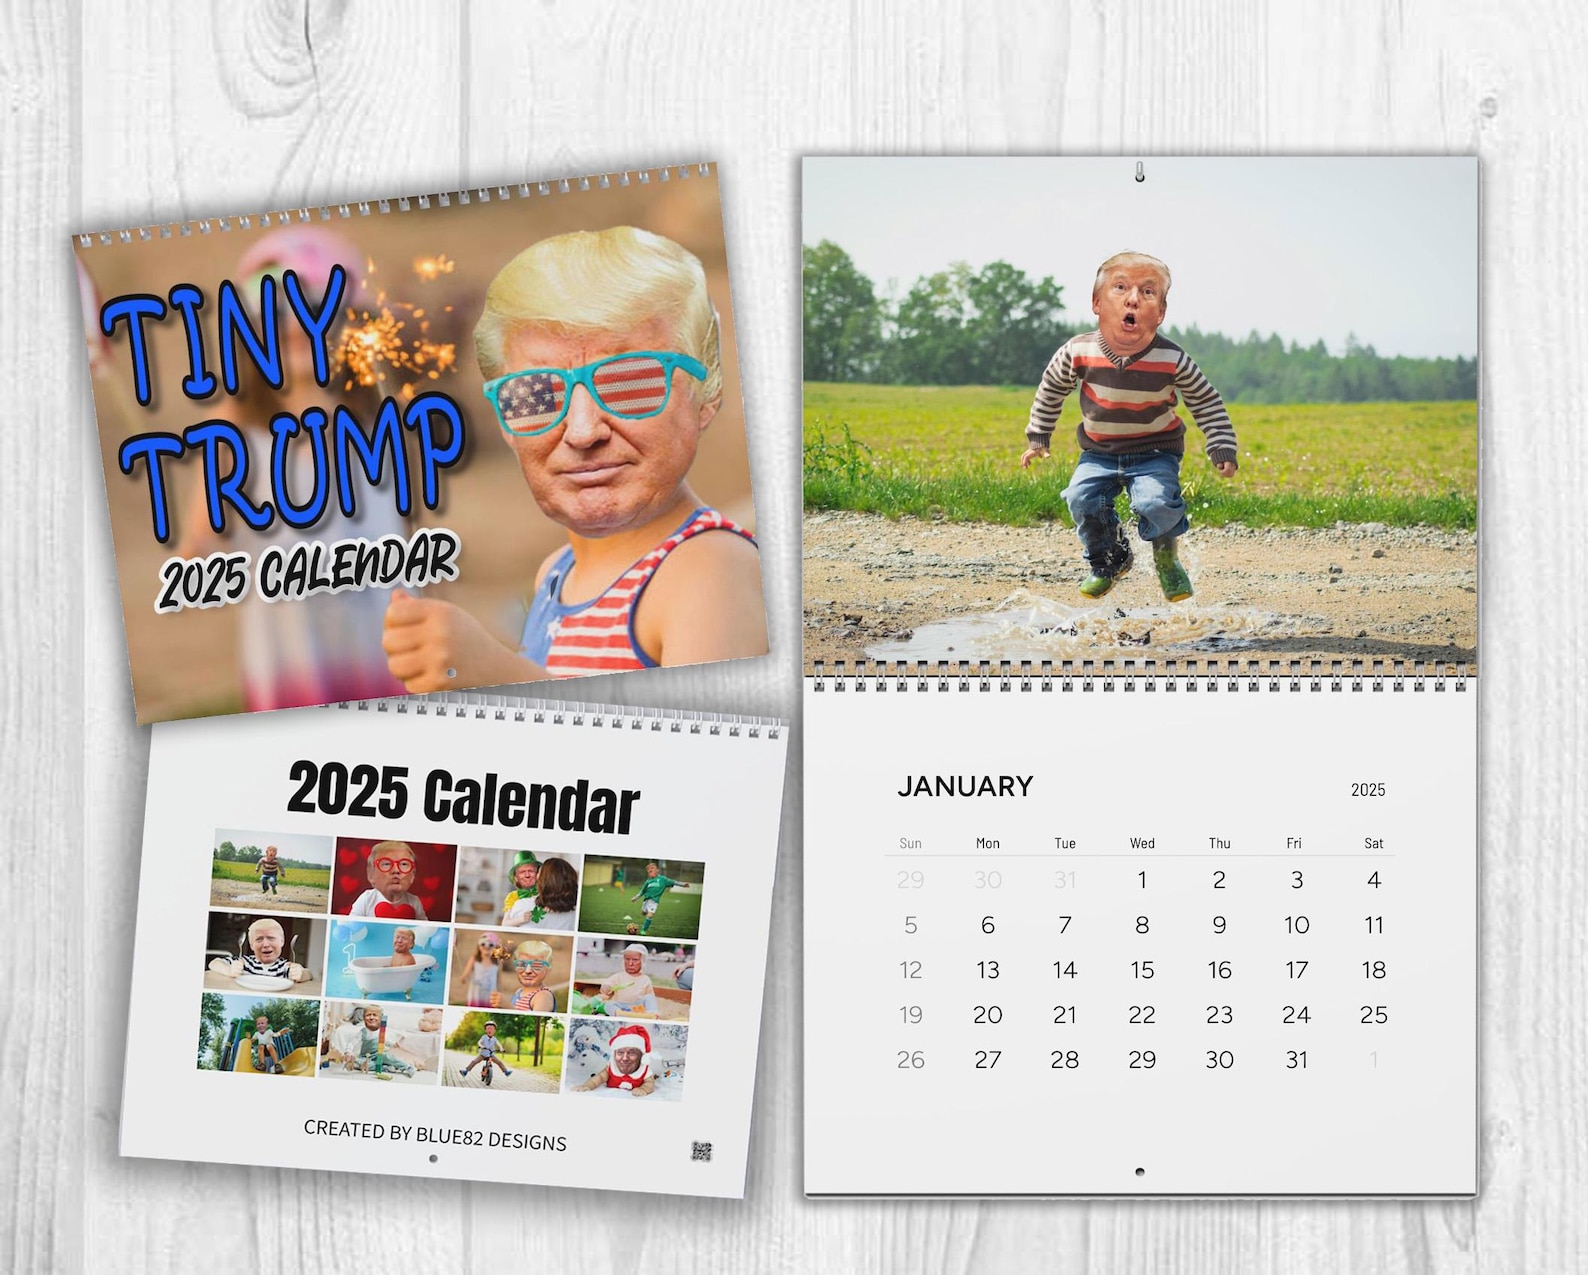 TINY
TRUMP
2025 CALENDAR
2025 Calendar
1
CREATED BY BLUE82 DESIGNS
JANUARY 2025
Sun Mon Tue Wed Thu Fri Sat
29 30 31 1 2 3 4
5 6 7 8 9 10 11
12 13 14 15 16 17 18
19 20 21 22 23 24 25
26 27 28 29 30 31 1